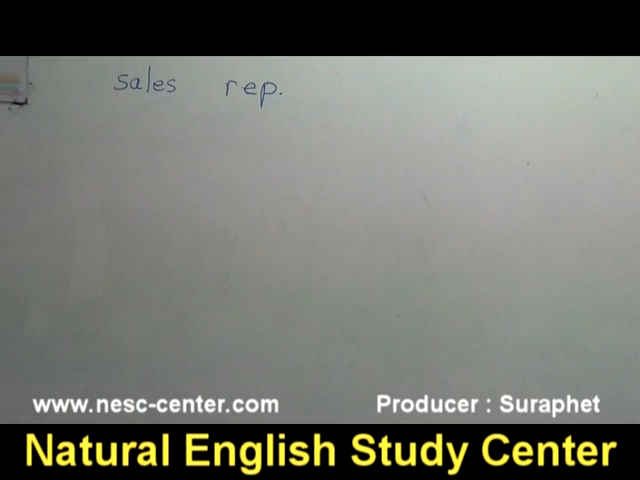 sales rep.
www.nesc-center.com Producer : Suraphet
Natural English Study Center